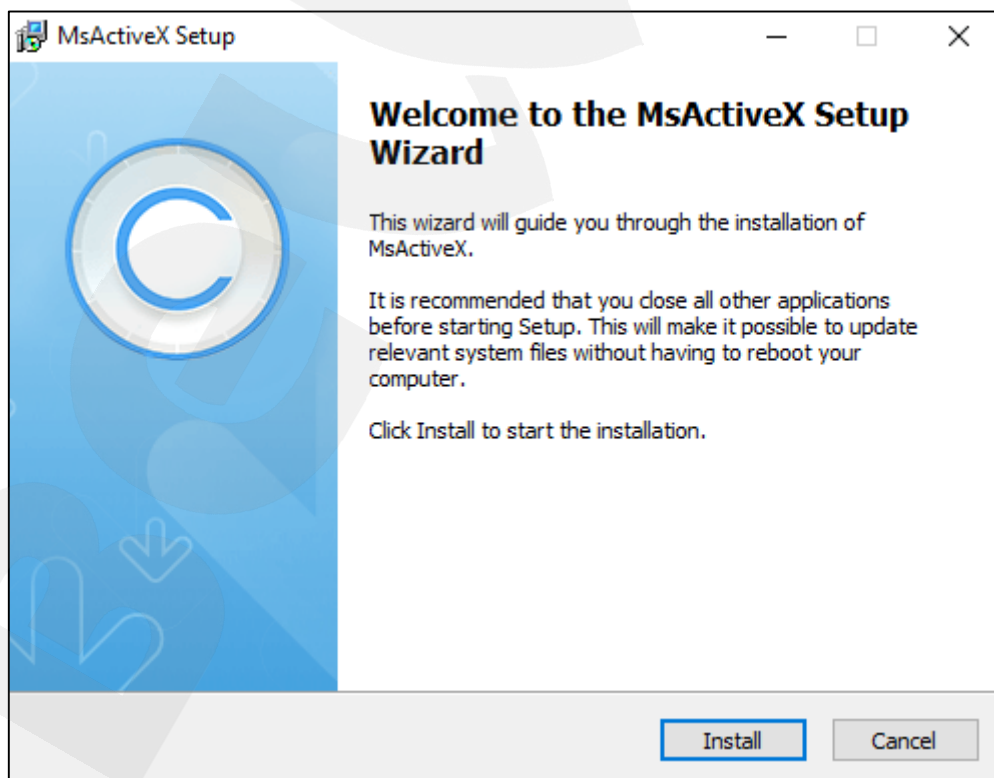 MsActiveX Setup
Welcome to the MsActiveX Setup
Wizard
This wizard will guide you through the installation of
MsActiveX.
It is recommended that you close all other applications
before starting Setup. This will make it possible to update
relevant system files without having to reboot your
computer.
Click Install to start the installation.
Install
Cancel